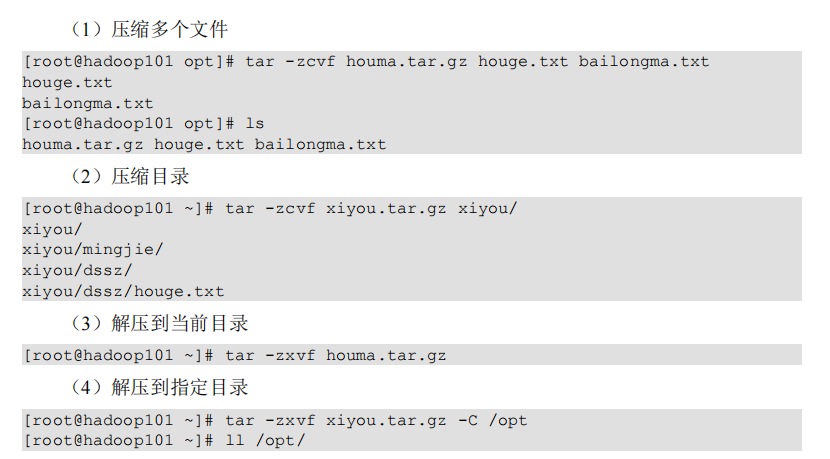 （1）压缩多个文件
[root@hadoop101 opt]# tar -zcvf houma.tar.gz houge.txt bailongma.txt
houge.txt
bailongma.txt
[root@hadoop101 opt]# ls
houma.tar.gz houge.txt bailongma.txt
（2）压缩目录
[root@hadoop101 ~]# tar -zcvf xiyou.tar.gz xiyou/
xiyou/
xiyou/mingjie/
xiyou/dssz/
xiyou/dssz/houge.txt
（3）解压到当前目录
[root@hadoop101 ~]# tar -zxvf houma.tar.gz
（4）解压到指定目录
[root@hadoop101 ~]# tar -zxvf xiyou.tar.gz -C /opt
[root@hadoop101 ~]# ll /opt/